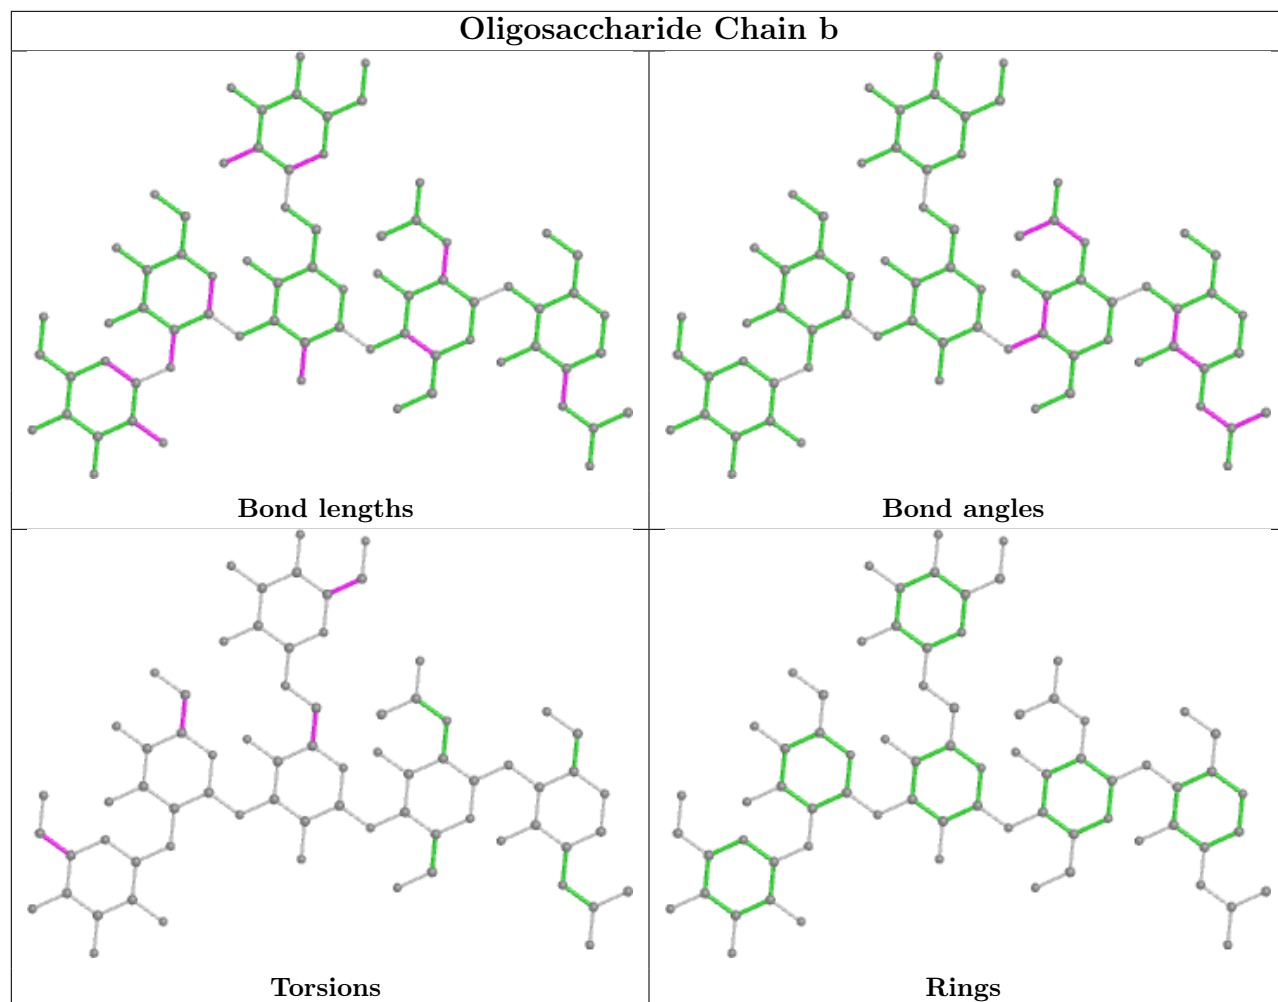 Oligosaccharide Chain b
Bond lengths
Bond angles
Torsions
Rings